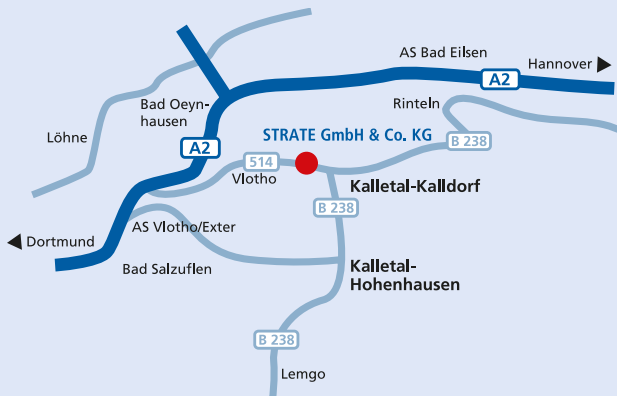 AS Bad Eilsen
Hannover
A2
Rinteln
Bad Oeyn-
hausen
Löhne
STRATE GmbH & Co. KG
B 238
A2
514
Vlotho
Kalletal-Kalldorf
B 238
AS Vlotho/Exter
Dortmund
Bad Salzuflen
Kalletal-
Hohenhausen
B 238
Lemgo